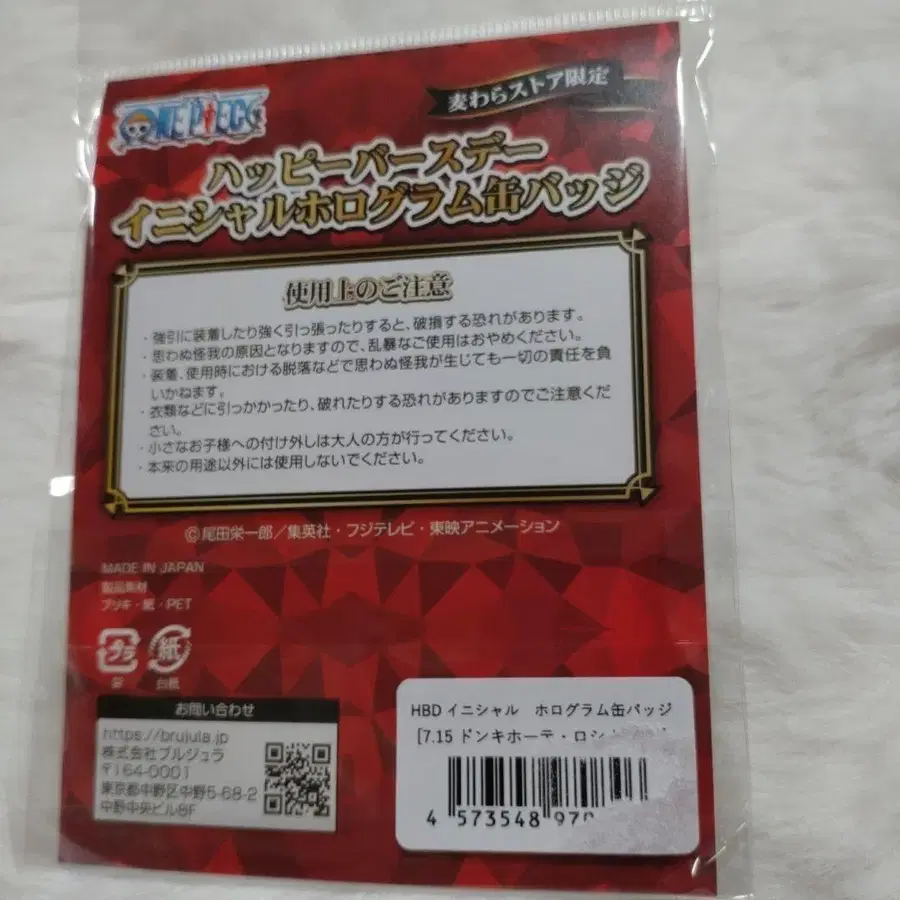 ONE PIECE
麦わらストア限定
ハッピーバースデー
イニシャルホログラム缶バッジ
使用上のご注意
・強引に装着したり強く引っ張ったりすると、破損する恐れがあります。
・思わぬ怪我の原因となりますので、乱暴なご使用はおやめください。
・装着、使用時における脱落などで思わぬ怪我が生じても一切の責任を負
いかねます。
・衣類などに引っかかったり、破れたりする恐れがありますのでご注意くだ
さい。
・小さなお子様への付け外しは大人の方が行ってください。
・本来の用途以外には使用しないでください。
©尾田栄一郎／集英社・フジテレビ・東映アニメーション
MADE IN JAPAN
製品素材
ブリキ・紙・PET
プラ 紙
袋 台紙
お問い合わせ
https://brujula.jp
株式会社ブルジュラ
〒164-0001
東京都中野区中野5-68-2
中野中央ビル8F
HBD イニシャル ホログラム缶バッジ
[7.15 ドンキホーテ・ロシ
4 573548 97